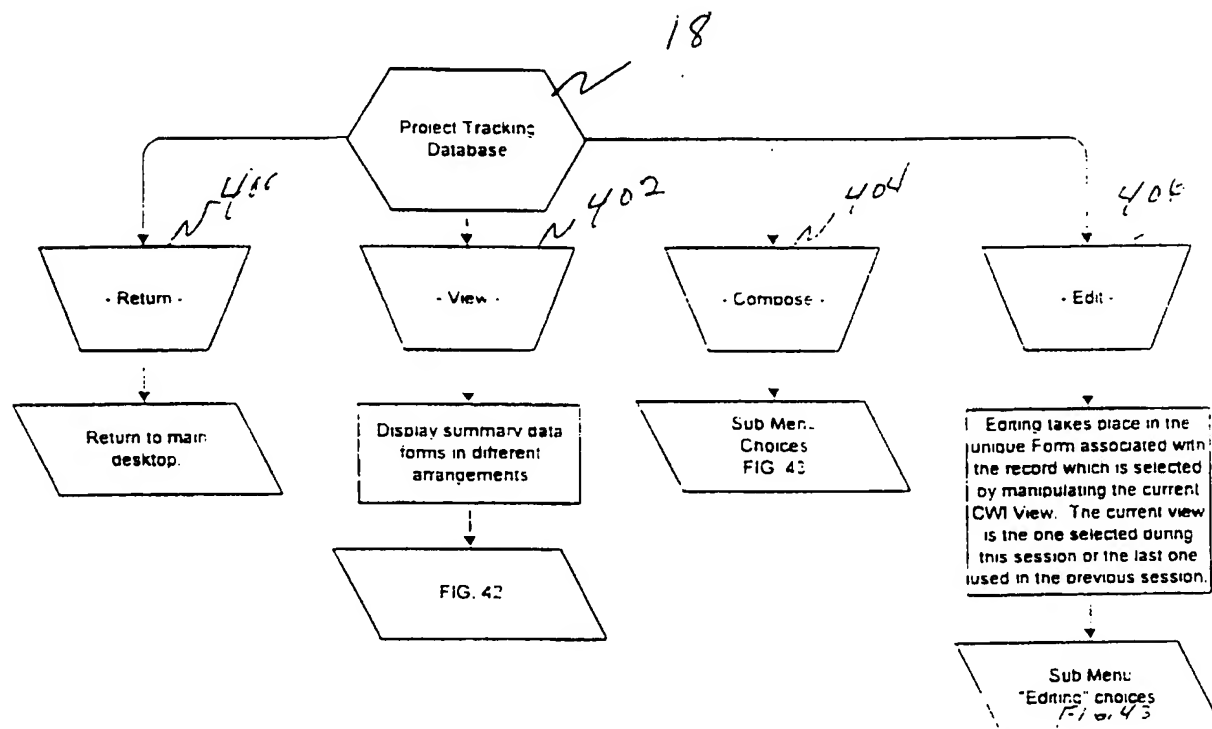 18
Project Tracking
Database
402
404
- Return -
- View -
- Compose -
- Edit -
Return to main
desktop.
Display summary data
forms in different
arrangements
Sub Menu
Choices
FIG. 43
Editing takes place in the
unique Form associated with
the record which is selected
by manipulating the current
CWI View. The current view
is the one selected during
this session or the last one
used in the previous session.
FIG. 42
Sub Menu
"Editing" choices
Fig. 43